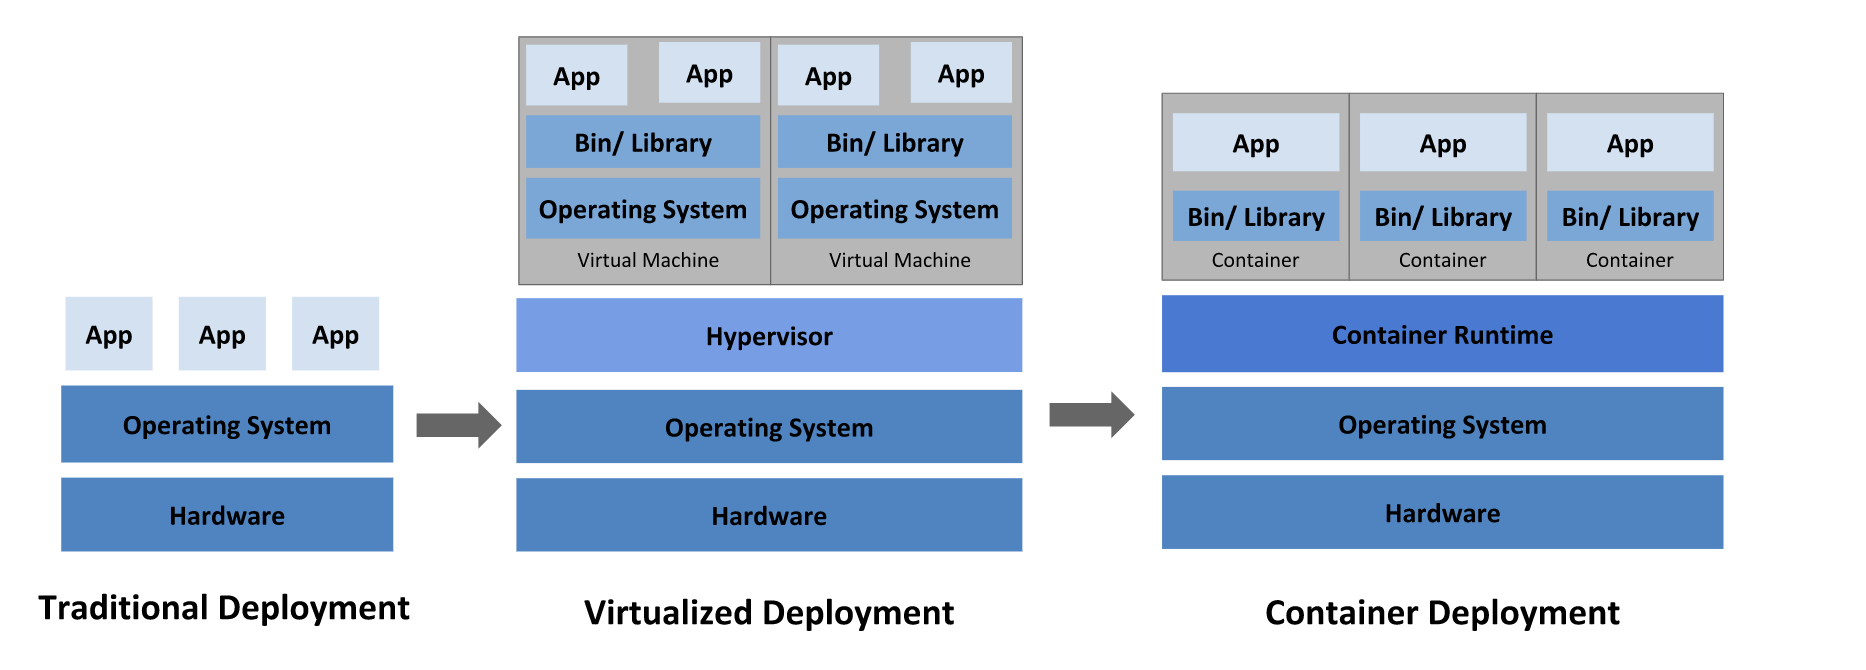 App
App
App
Operating System
Hardware
Traditional Deployment
App
App
Bin/ Library
Operating System
Virtual Machine
App
App
Bin/ Library
Operating System
Virtual Machine
Hypervisor
Operating System
Hardware
Virtualized Deployment
App
Bin/ Library
Container
App
Bin/ Library
Container
App
Bin/ Library
Container
Container Runtime
Operating System
Hardware
Container Deployment